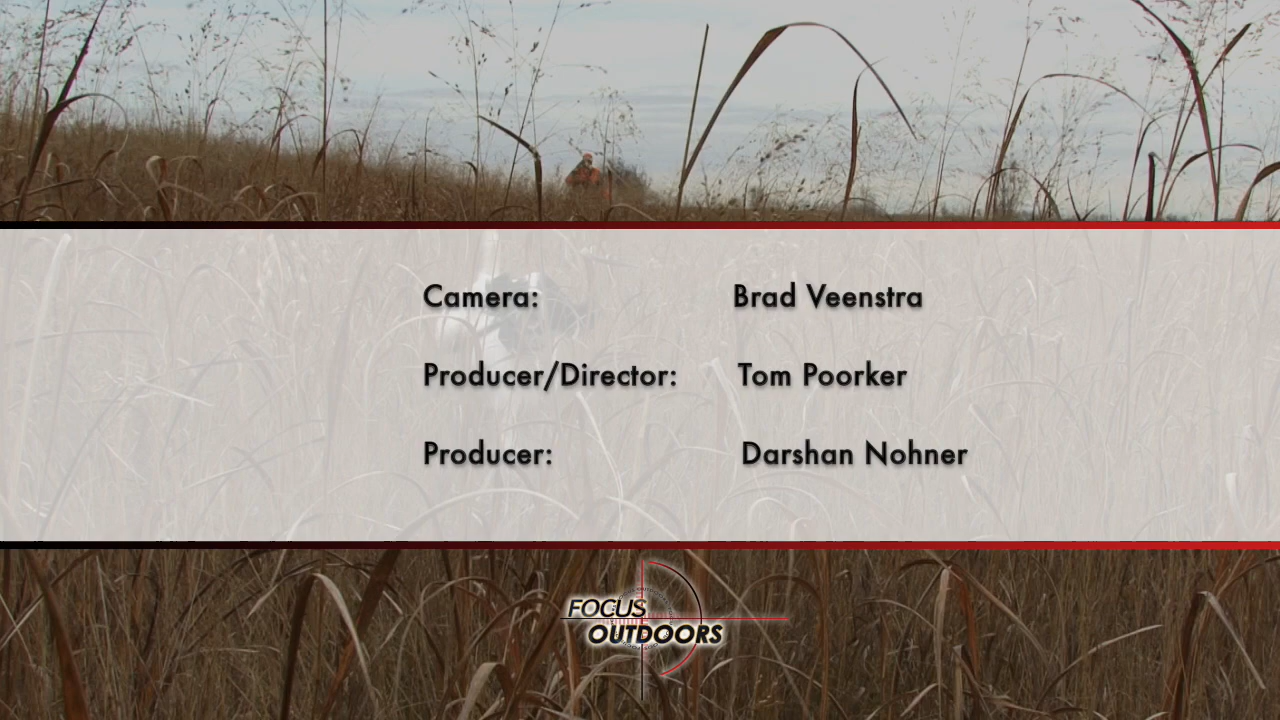 Camera: Brad Veenstra
Producer/Director: Tom Poorker
Producer: Darshan Nohner
FOCUS
OUTDOORS